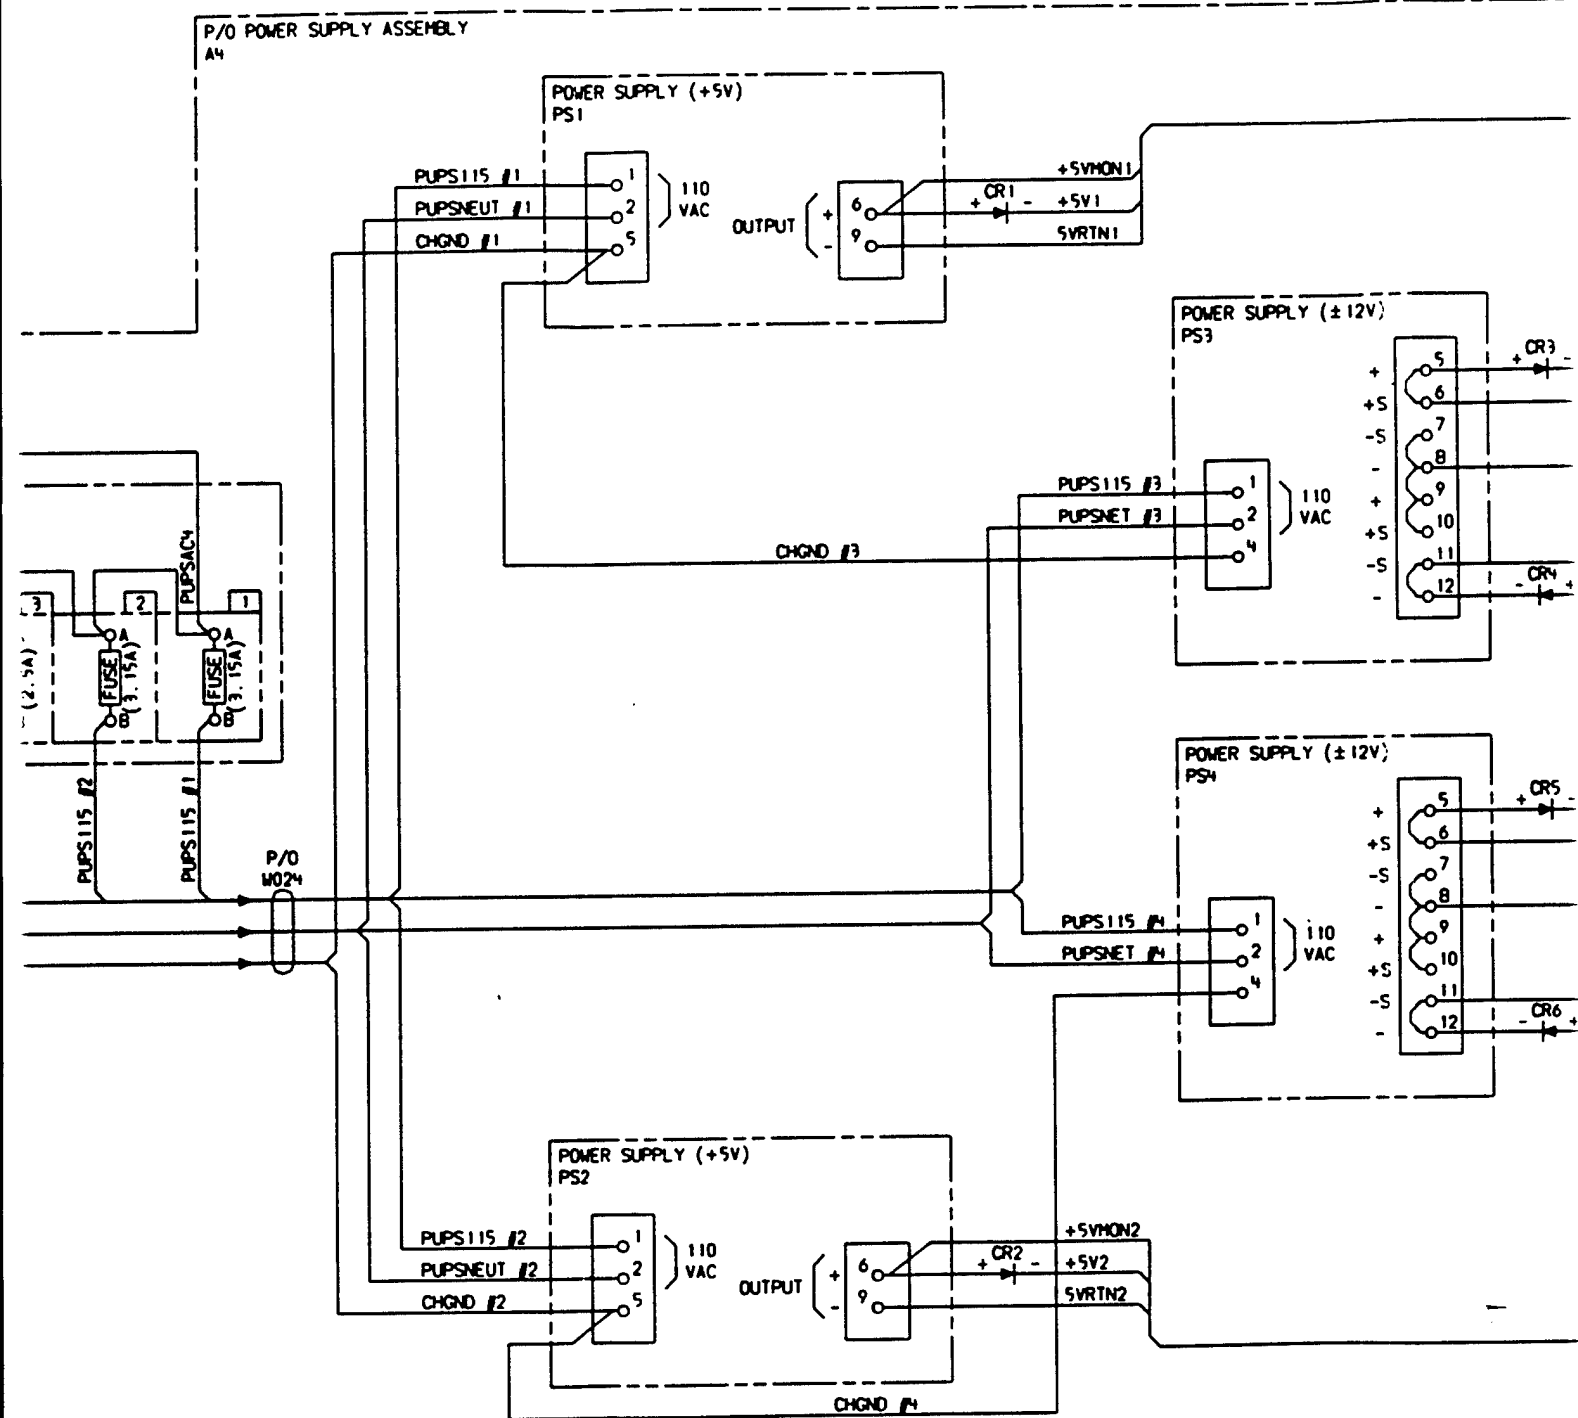 P/O POWER SUPPLY ASSEMBLY
A4
POWER SUPPLY (+5V)
PS1
PUPS115 #1
PUPSNEUT #1
CHGND #1
1
2
5
110
VAC
OUTPUT
+
-
6
9
+5VMON1
+ CR1 -
+5V1
5VRTN1
POWER SUPPLY (±12V)
PS3
PUPS115 #3
PUPSNET #3
CHGND #3
1
2
4
110
VAC
+
+S
-S
-
+
+S
-S
-
5
6
7
8
9
10
11
12
+ CR3 -
- CR4 +
PUPSAC4
3
2
1
A
FUSE
(3.15A)
B
A
FUSE
(3.15A)
B
(2.5A)
PUPS115 #2
PUPS115 #1
P/O
W024
POWER SUPPLY (±12V)
PS4
PUPS115 #4
PUPSNET #4
1
2
4
110
VAC
+
+S
-S
-
+
+S
-S
-
5
6
7
8
9
10
11
12
+ CR5 -
- CR6 +
POWER SUPPLY (+5V)
PS2
PUPS115 #2
PUPSNEUT #2
CHGND #2
1
2
5
110
VAC
OUTPUT
+
-
6
9
+5VMON2
+ CR2 -
+5V2
5VRTN2
CHGND #4